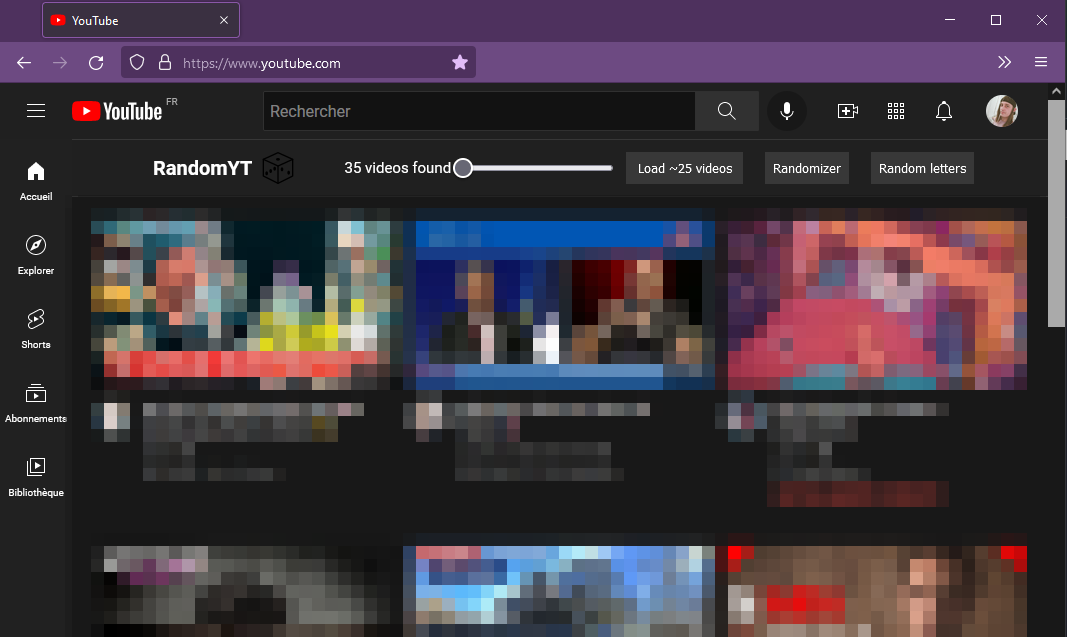 YouTube
https://www.youtube.com
YouTube FR
Rechercher
RandomYT
35 videos found
Load ~25 videos
Randomizer
Random letters
Accueil
Explorer
Shorts
Abonnements
Bibliothèque